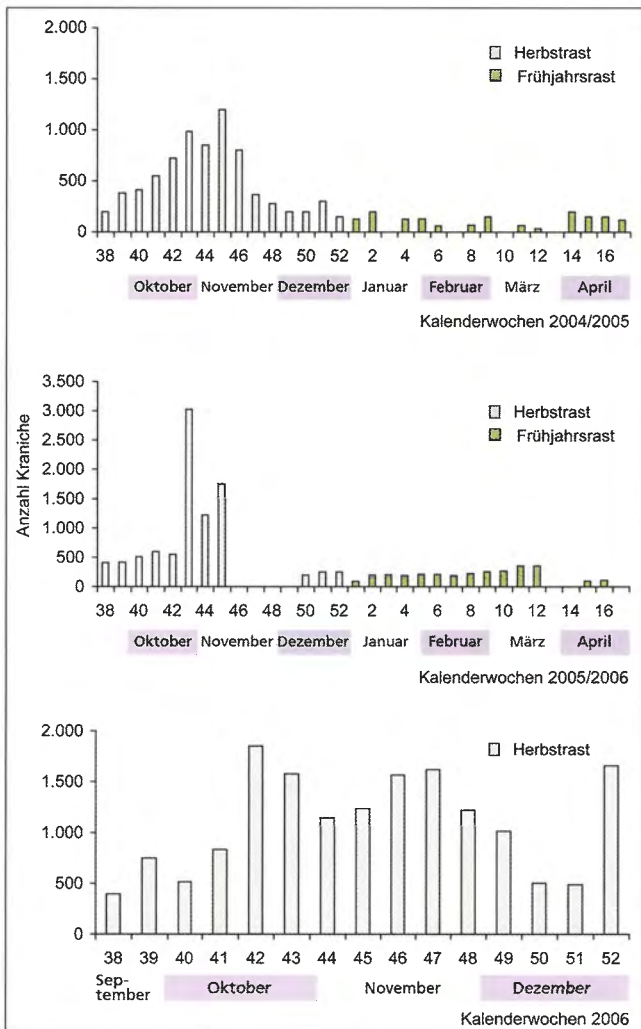 2.000
Herbstrast
Frühjahrsrast
1.500
1.000
500
0
38 40 42 44 46 48 50 52 2 4 6 8 10 12 14 16
Oktober November Dezember Januar Februar März April
Kalenderwochen 2004/2005
Anzahl Kraniche
3.500
3.000
Herbstrast
Frühjahrsrast
2.500
2.000
1.500
1.000
500
0
38 40 42 44 46 48 50 52 2 4 6 8 10 12 14 16
Oktober November Dezember Januar Februar März April
Kalenderwochen 2005/2006
2.000
Herbstrast
1.500
1.000
500
0
38 39 40 41 42 43 44 45 46 47 48 49 50 51 52
Sep-
tember Oktober November Dezember
Kalenderwochen 2006